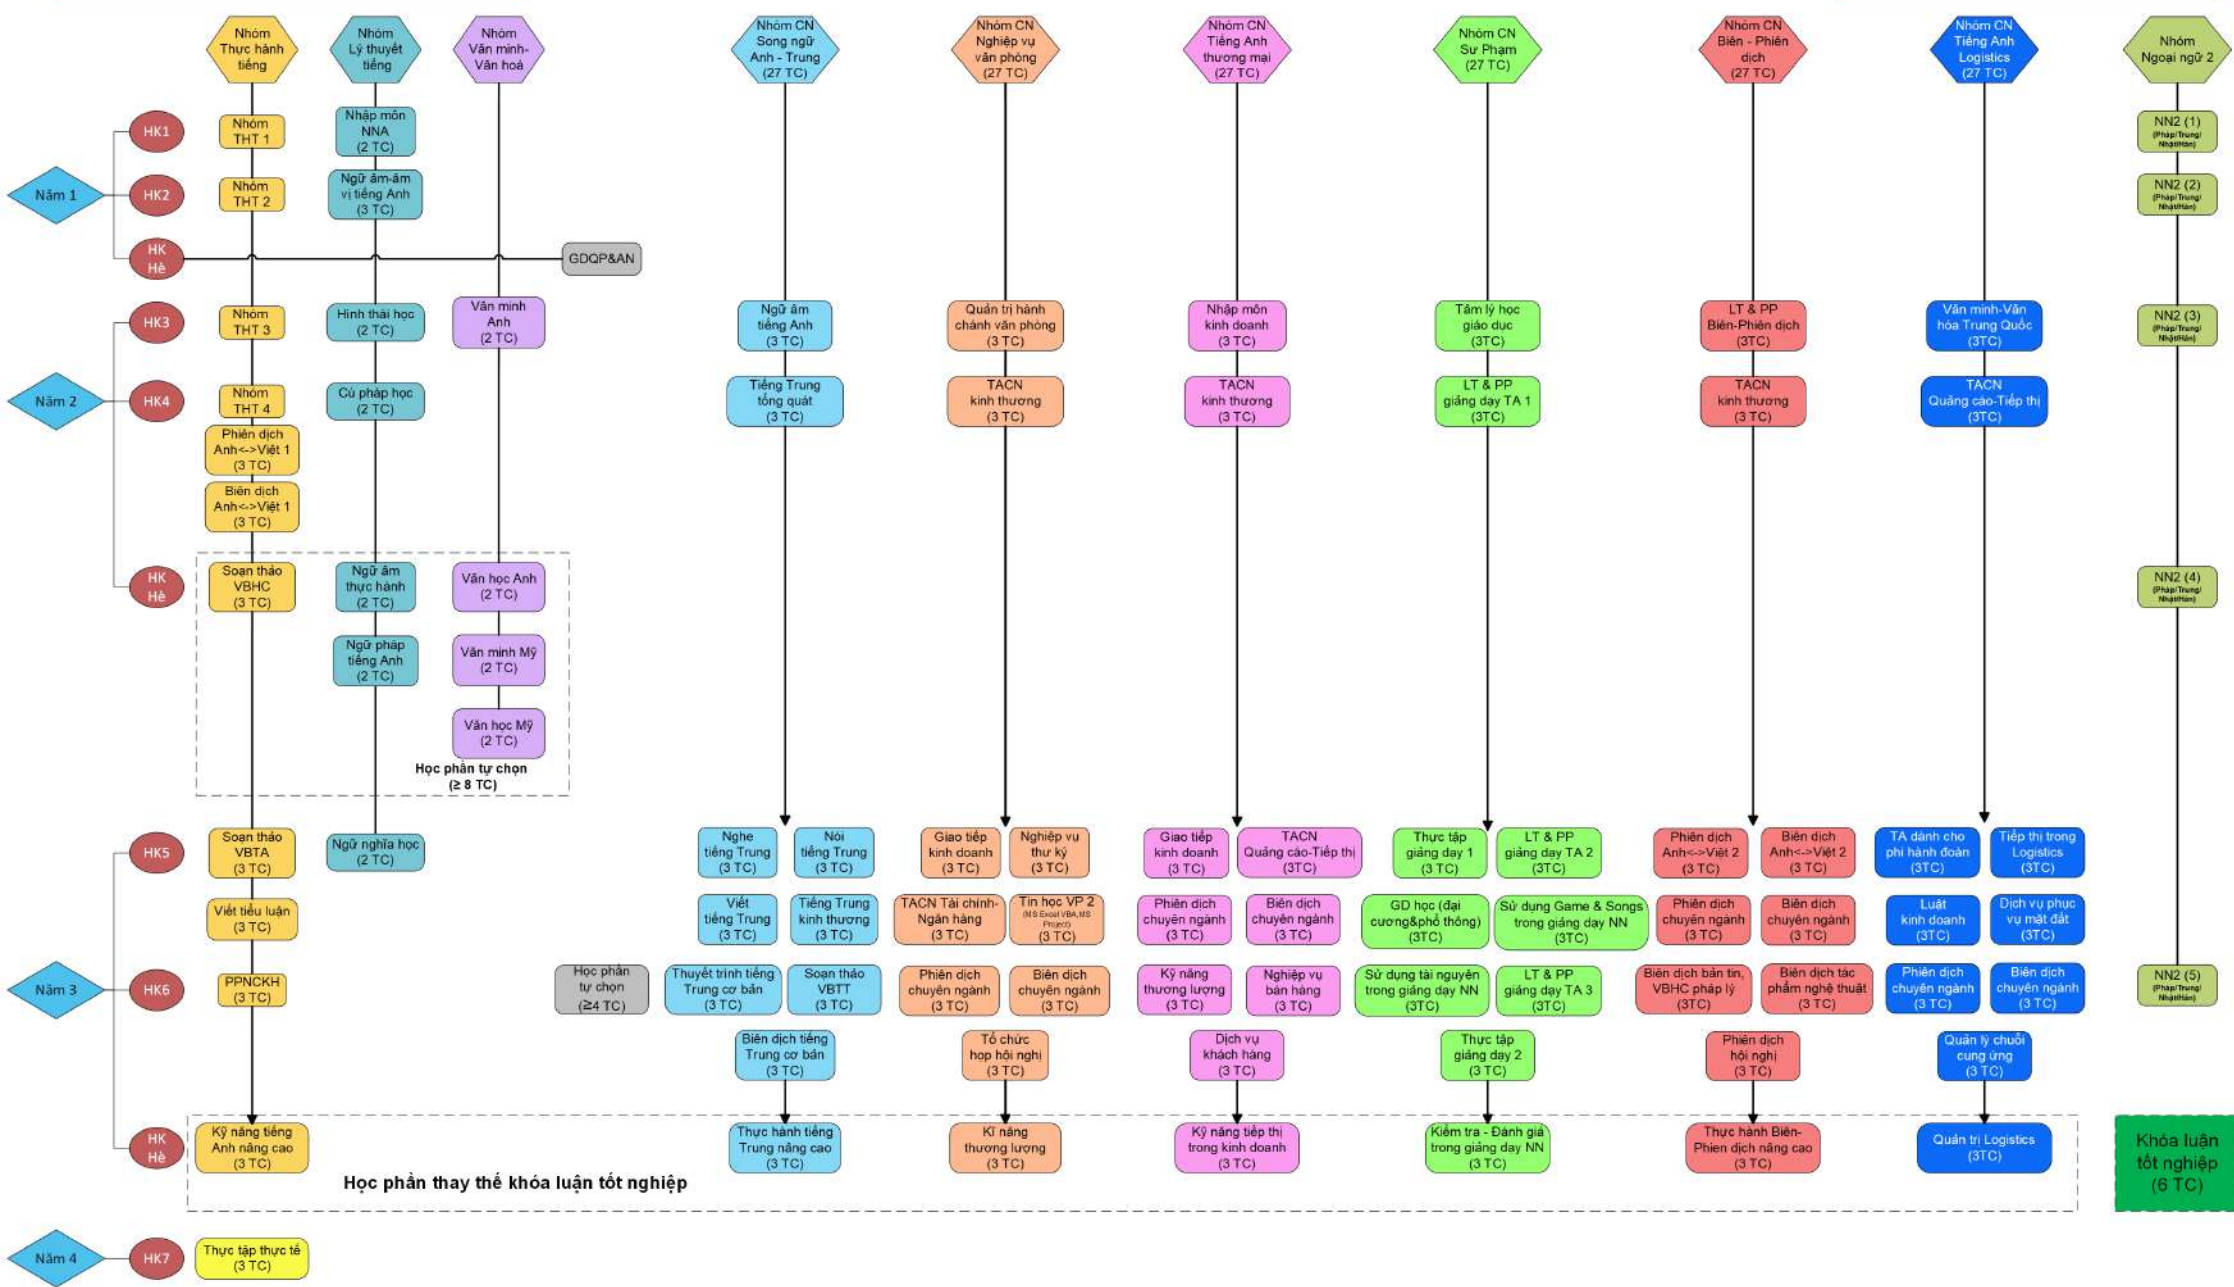 Nhóm
Thực hành
tiếng
Nhóm
Lý thuyết
tiếng
Nhóm
Văn minh-
Văn hoá
Nhóm CN
Song ngữ
Anh - Trung
(27 TC)
Nhóm CN
Nghiệp vụ
văn phòng
(27 TC)
Nhóm CN
Tiếng Anh
thương mại
(27 TC)
Nhóm CN
Sư Phạm
(27 TC)
Nhóm CN
Biên - Phiên
dịch
(27 TC)
Nhóm CN
Tiếng Anh
Logistics
(27 TC)
Nhóm
Ngoại ngữ 2
Năm 1
HK1
Nhóm
THT 1
Nhập môn
NNA
(2 TC)
NN2 (1)
(Pháp/Trung/
Nhật/Hàn)
HK2
Nhóm
THT 2
Ngữ âm-âm
vị tiếng Anh
(3 TC)
NN2 (2)
(Pháp/Trung/
Nhật/Hàn)
HK
Hè
GDQP&AN
Năm 2
HK3
Nhóm
THT 3
Hình thái học
(2 TC)
Văn minh
Anh
(2 TC)
Ngữ âm
tiếng Anh
(3 TC)
Quản trị hành
chánh văn phòng
(3 TC)
Nhập môn
kinh doanh
(3 TC)
Tâm lý học
giáo dục
(3TC)
LT & PP
Biên-Phiên dịch
(3TC)
Văn minh-Văn
hóa Trung Quốc
(3TC)
NN2 (3)
(Pháp/Trung/
Nhật/Hàn)
HK4
Nhóm
THT 4
Cú pháp học
(2 TC)
Tiếng Trung
tổng quát
(3 TC)
TACN
kinh thương
(3 TC)
TACN
kinh thương
(3 TC)
LT & PP
giảng dạy TA 1
(3TC)
TACN
kinh thương
(3 TC)
TACN
Quảng cáo-Tiếp thị
(3TC)
Phiên dịch
Anh<->Việt 1
(3 TC)
Biên dịch
Anh<->Việt 1
(3 TC)
HK
Hè
Soạn thảo
VBHC
(3 TC)
Ngữ âm
thực hành
(2 TC)
Văn học Anh
(2 TC)
NN2 (4)
(Pháp/Trung/
Nhật/Hàn)
Ngữ pháp
tiếng Anh
(2 TC)
Văn minh Mỹ
(2 TC)
Văn học Mỹ
(2 TC)
Học phần tự chọn
(≥ 8 TC)
Năm 3
HK5
Soạn thảo
VBTA
(3 TC)
Ngữ nghĩa học
(2 TC)
Nghe
tiếng Trung
(3 TC)
Nói
tiếng Trung
(3 TC)
Giao tiếp
kinh doanh
(3 TC)
Nghiệp vụ
thư ký
(3 TC)
Giao tiếp
kinh doanh
(3 TC)
TACN
Quảng cáo-Tiếp thị
(3TC)
Thực tập
giảng dạy 1
(3 TC)
LT & PP
giảng dạy TA 2
(3TC)
Phiên dịch
Anh<->Việt 2
(3 TC)
Biên dịch
Anh<->Việt 2
(3 TC)
TA dành cho
phi hành đoàn
(3TC)
Tiếp thị trong
Logistics
(3TC)
Viết tiểu luận
(3 TC)
Viết
tiếng Trung
(3 TC)
Tiếng Trung
kinh thương
(3 TC)
TACN Tài chính-
Ngân hàng
(3 TC)
Tin học VP 2
(MS Excel VBA,MS
Project)
(3 TC)
Phiên dịch
chuyên ngành
(3 TC)
Biên dịch
chuyên ngành
(3 TC)
GD học (đại
cương&phổ thông)
(3TC)
Sử dụng Game & Songs
trong giảng dạy NN
(3TC)
Phiên dịch
chuyên ngành
(3 TC)
Biên dịch
chuyên ngành
(3 TC)
Luật
kinh doanh
(3TC)
Dịch vụ phục
vụ mặt đất
(3TC)
HK6
PPNCKH
(3 TC)
Học phần
tự chọn
(≥4 TC)
Thuyết trình tiếng
Trung cơ bản
(3 TC)
Soạn thảo
VBTT
(3 TC)
Phiên dịch
chuyên ngành
(3 TC)
Biên dịch
chuyên ngành
(3 TC)
Kỹ năng
thương lượng
(3 TC)
Nghiệp vụ
bán hàng
(3 TC)
Sử dụng tài nguyên
trong giảng dạy NN
(3TC)
LT & PP
giảng dạy TA 3
(3TC)
Biên dịch bản tin,
VBHC pháp lý
(3TC)
Biên dịch tác
phẩm nghệ thuật
(3 TC)
Phiên dịch
chuyên ngành
(3 TC)
Biên dịch
chuyên ngành
(3 TC)
NN2 (5)
(Pháp/Trung/
Nhật/Hàn)
Biên dịch tiếng
Trung cơ bản
(3 TC)
Tổ chức
họp hội nghị
(3 TC)
Dịch vụ
khách hàng
(3 TC)
Thực tập
giảng dạy 2
(3 TC)
Phiên dịch
hội nghị
(3 TC)
Quản lý chuỗi
cung ứng
(3 TC)
HK
Hè
Kỹ năng tiếng
Anh nâng cao
(3 TC)
Thực hành tiếng
Trung nâng cao
(3 TC)
Kĩ năng
thương lượng
(3 TC)
Kỹ năng tiếp thị
trong kinh doanh
(3 TC)
Kiểm tra - Đánh giá
trong giảng dạy NN
(3 TC)
Thực hành Biên-
Phien dịch nâng cao
(3 TC)
Quản trị Logistics
(3TC)
Học phần thay thế khóa luận tốt nghiệp
Khóa luận
tốt nghiệp
(6 TC)
Năm 4
HK7
Thực tập thực tế
(3 TC)